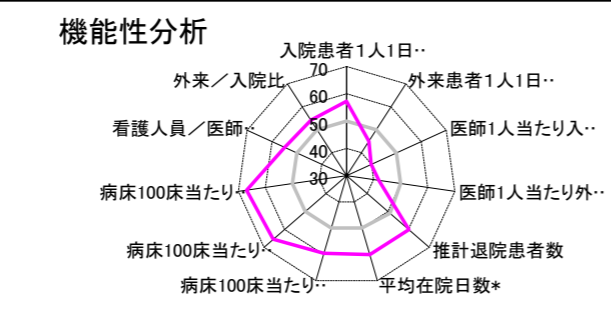 機能性分析
入院患者1人1日‥
外来患者1人1日‥
医師1人当たり入‥
医師1人当たり外‥
推計退院患者数
平均在院日数*
病床100床当たり‥
病床100床当たり‥
病床100床当たり‥
看護人員／医師‥
外来／入院比
70
60
50
40
30